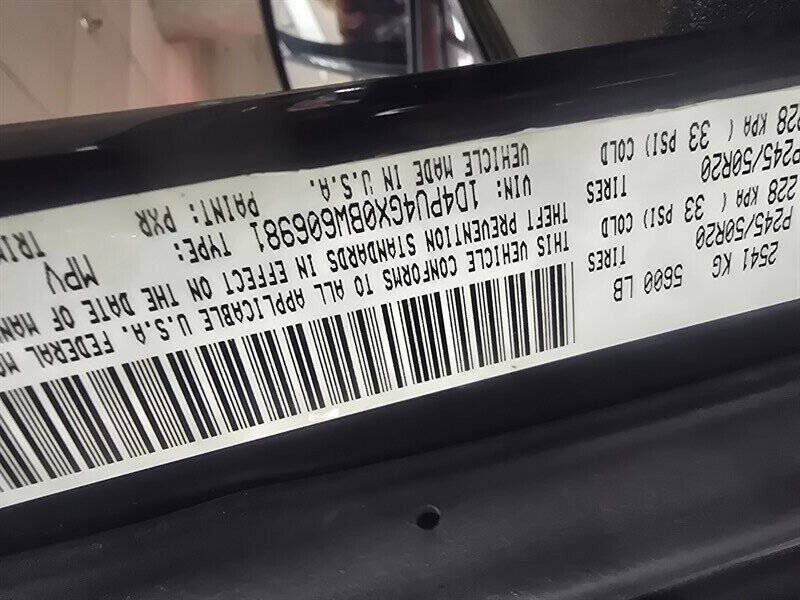 2541 KG 5600 LB
P245/50R20 TIRES
228 KPA ( 33 PSI) COLD
P245/50R20 TIRES
228 KPA ( 33 PSI) COLD
THIS VEHICLE CONFORMS TO ALL APPLICABLE U.S.A. FEDERAL
THEFT PREVENTION STANDARDS IN EFFECT ON THE DATE OF
VIN: 1D4PU4GX0BW606981 TYPE: MPV
VEHICLE MADE IN U.S.A. PAINT: PXR